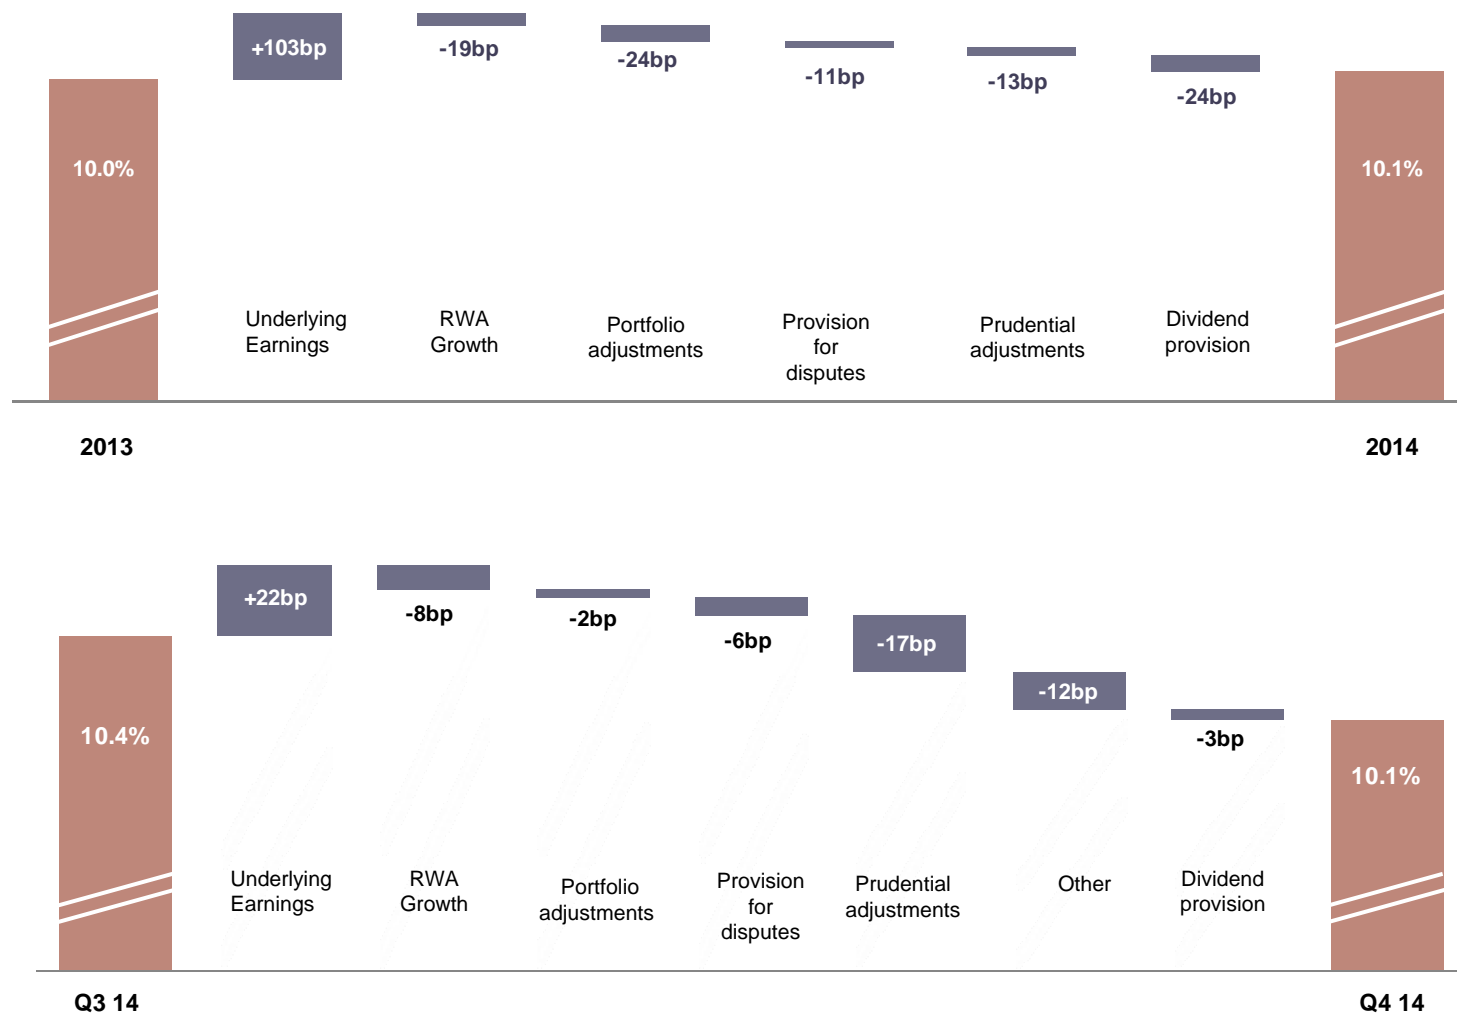 +103bp
-19bp
-24bp
-11bp
-13bp
-24bp
10.0%
10.1%
Underlying
Earnings
RWA
Growth
Portfolio
adjustments
Provision
for
disputes
Prudential
adjustments
Dividend
provision
2013
2014
+22bp
-8bp
-2bp
-6bp
-17bp
-12bp
-3bp
10.4%
10.1%
Underlying
Earnings
RWA
Growth
Portfolio
adjustments
Provision
for
disputes
Prudential
adjustments
Other
Dividend
provision
Q3 14
Q4 14